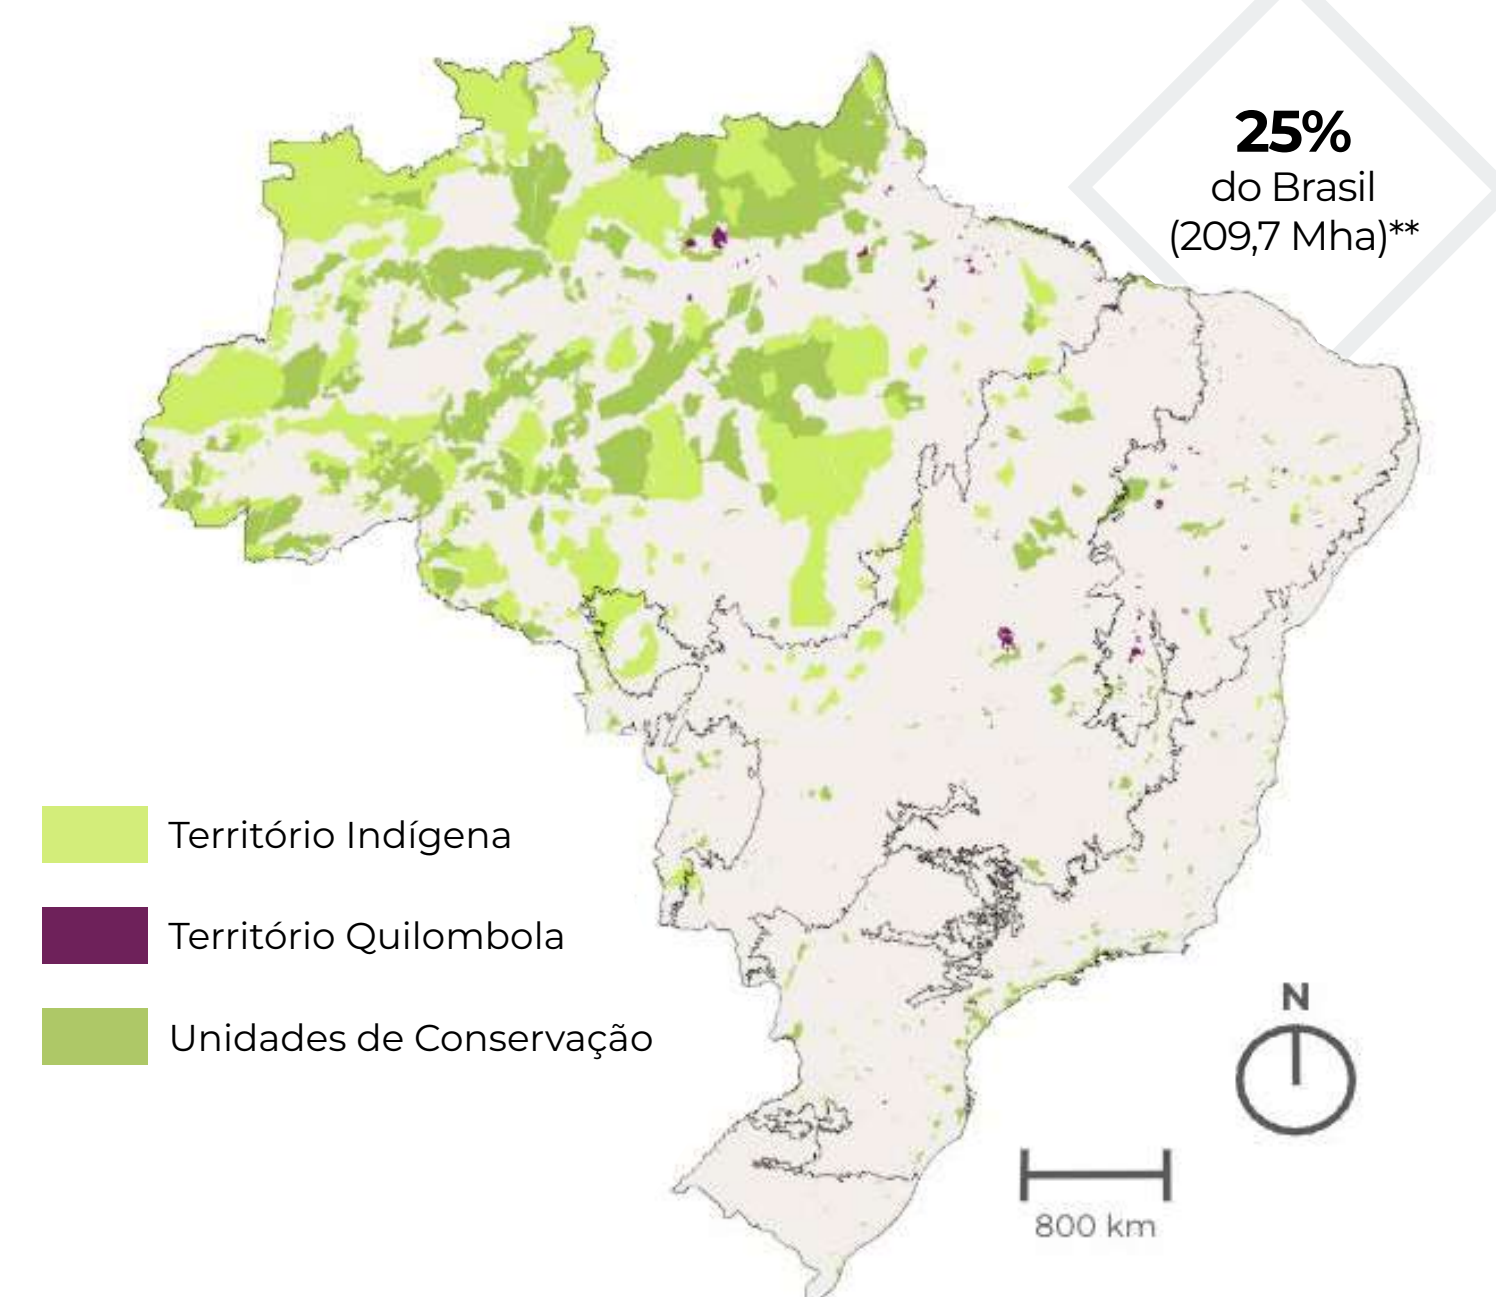 25%
do Brasil
(209,7 Mha)**
Território Indígena
Território Quilombola
Unidades de Conservação
N
800 km